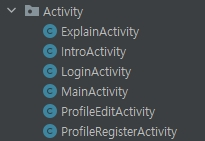 Activity
ExplainActivity
IntroActivity
LoginActivity
MainActivity
ProfileEditActivity
ProfileRegisterActivity